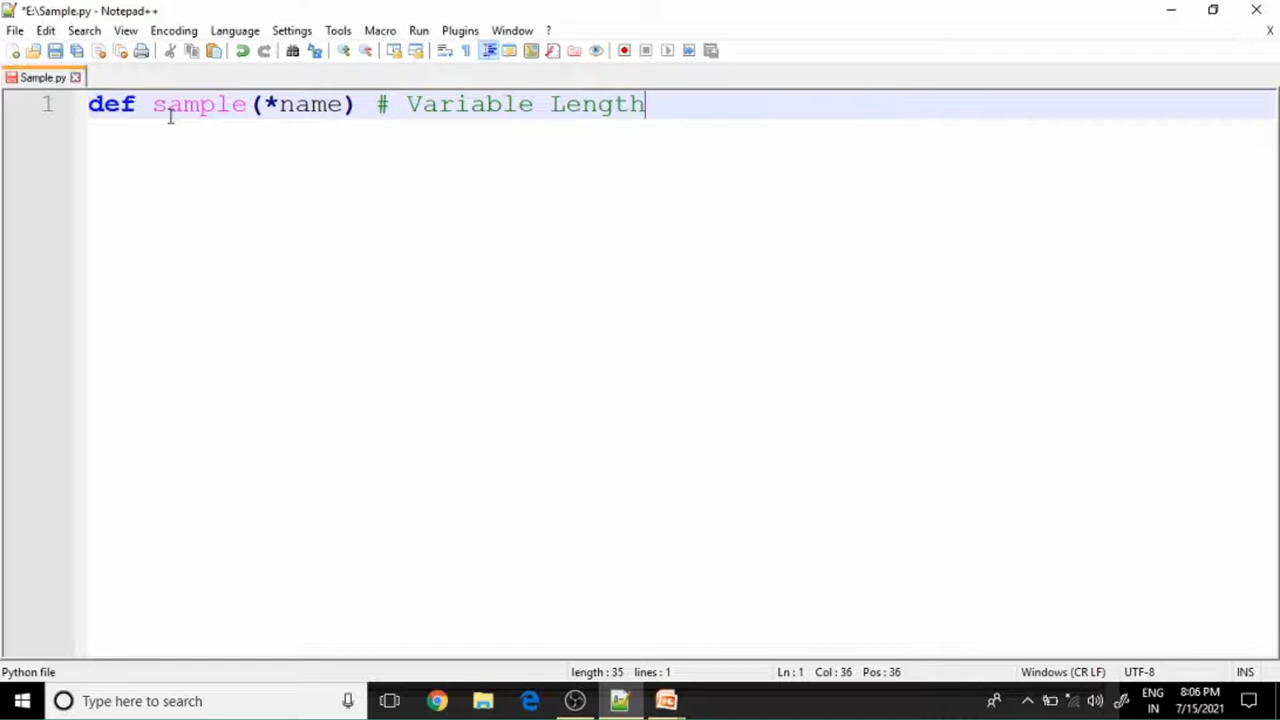 *E:\Sample.py - Notepad++
File Edit Search View Encoding Language Settings Tools Macro Run Plugins Window ? X
Sample.py
1 def sample(*name) # Variable Length
Python file length : 35 lines : 1 Ln : 1 Col : 36 Pos : 36 Windows (CR LF) UTF-8 INS
Type here to search ENG 8:06 PM
IN 7/15/2021